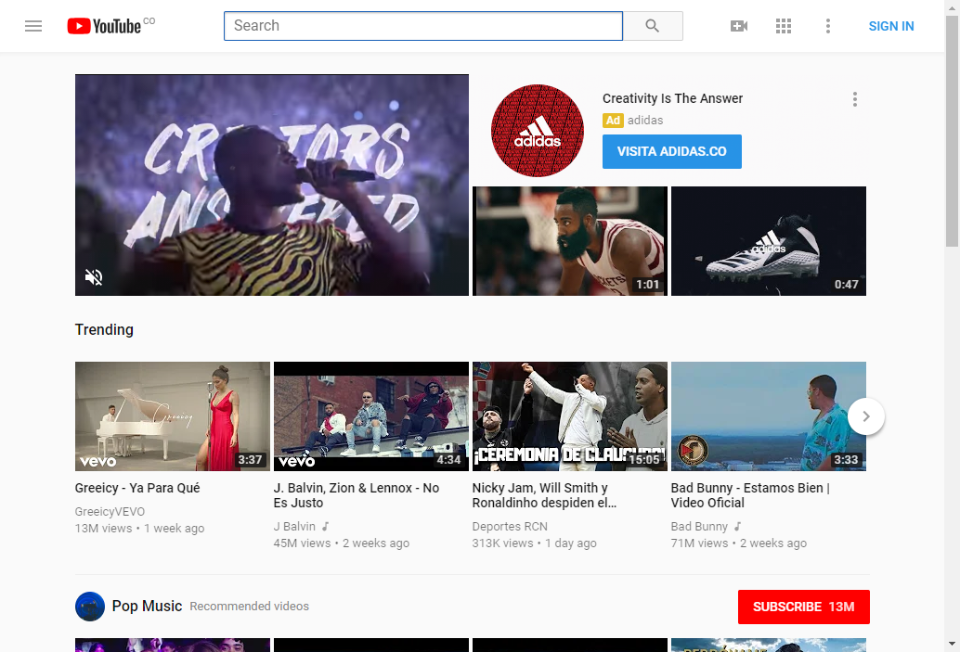 YouTube CO
Search
SIGN IN
CREATORS
ANSWERED
adidas
Creativity Is The Answer
Ad adidas
VISITA ADIDAS.CO
1:01
adidas
0:47
Trending
Greeicy
vevo
3:37
vevo
4:34
¡CEREMONIA DE CLAUSURA
15:05
3:33
Greeicy - Ya Para Qué
GreeicyVEVO
13M views • 1 week ago
J. Balvin, Zion & Lennox - No
Es Justo
J Balvin
45M views • 2 weeks ago
Nicky Jam, Will Smith y
Ronaldinho despiden el...
Deportes RCN
313K views • 1 day ago
Bad Bunny - Estamos Bien |
Video Oficial
Bad Bunny
71M views • 2 weeks ago
Pop Music Recommended videos
SUBSCRIBE 13M